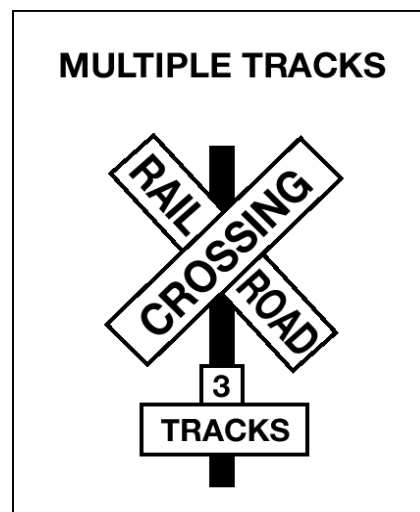 MULTIPLE TRACKS
RAIL
CROSSING
ROAD
3
TRACKS